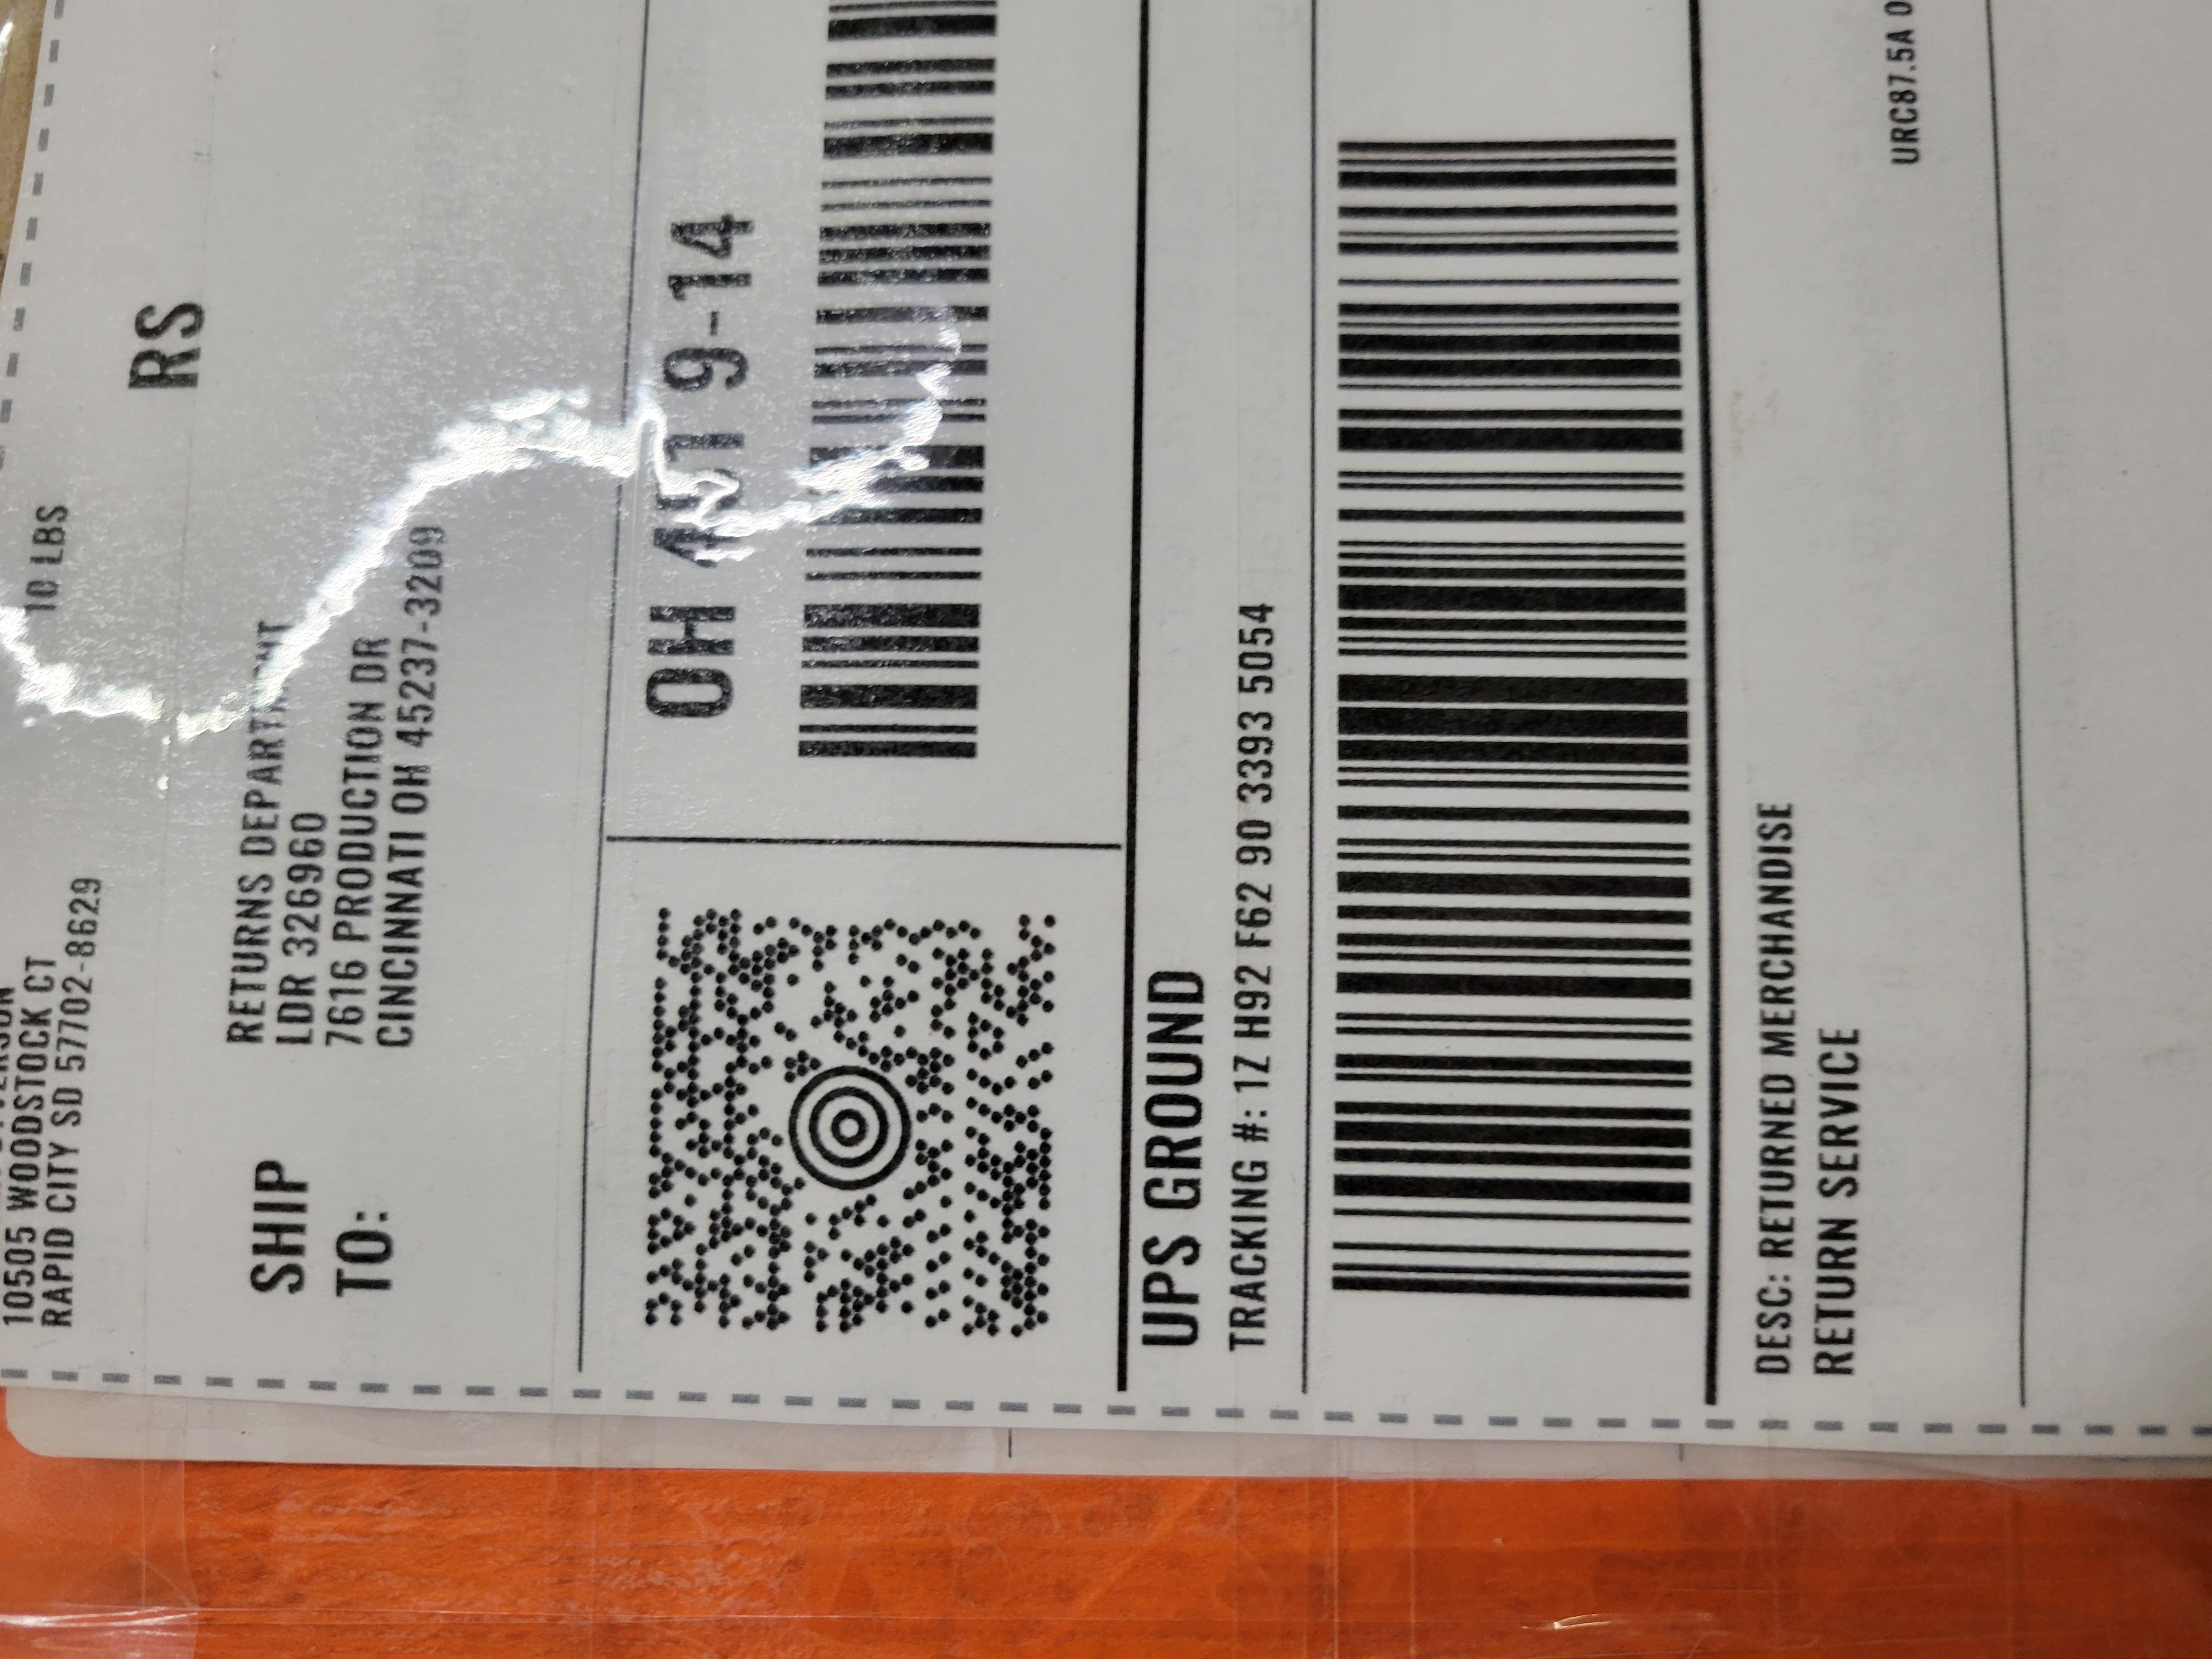 10505 WOODSTOCK CT
RAPID CITY SD 57702-8629
10 LBS
RS
SHIP
TO:
RETURNS DEPARTMENT
LDR 326960
7616 PRODUCTION DR
CINCINNATI OH 45237-3209
OH 451 9-14
UPS GROUND
TRACKING #: 1Z H92 F62 90 3393 5054
DESC: RETURNED MERCHANDISE
RETURN SERVICE
URC87.5A